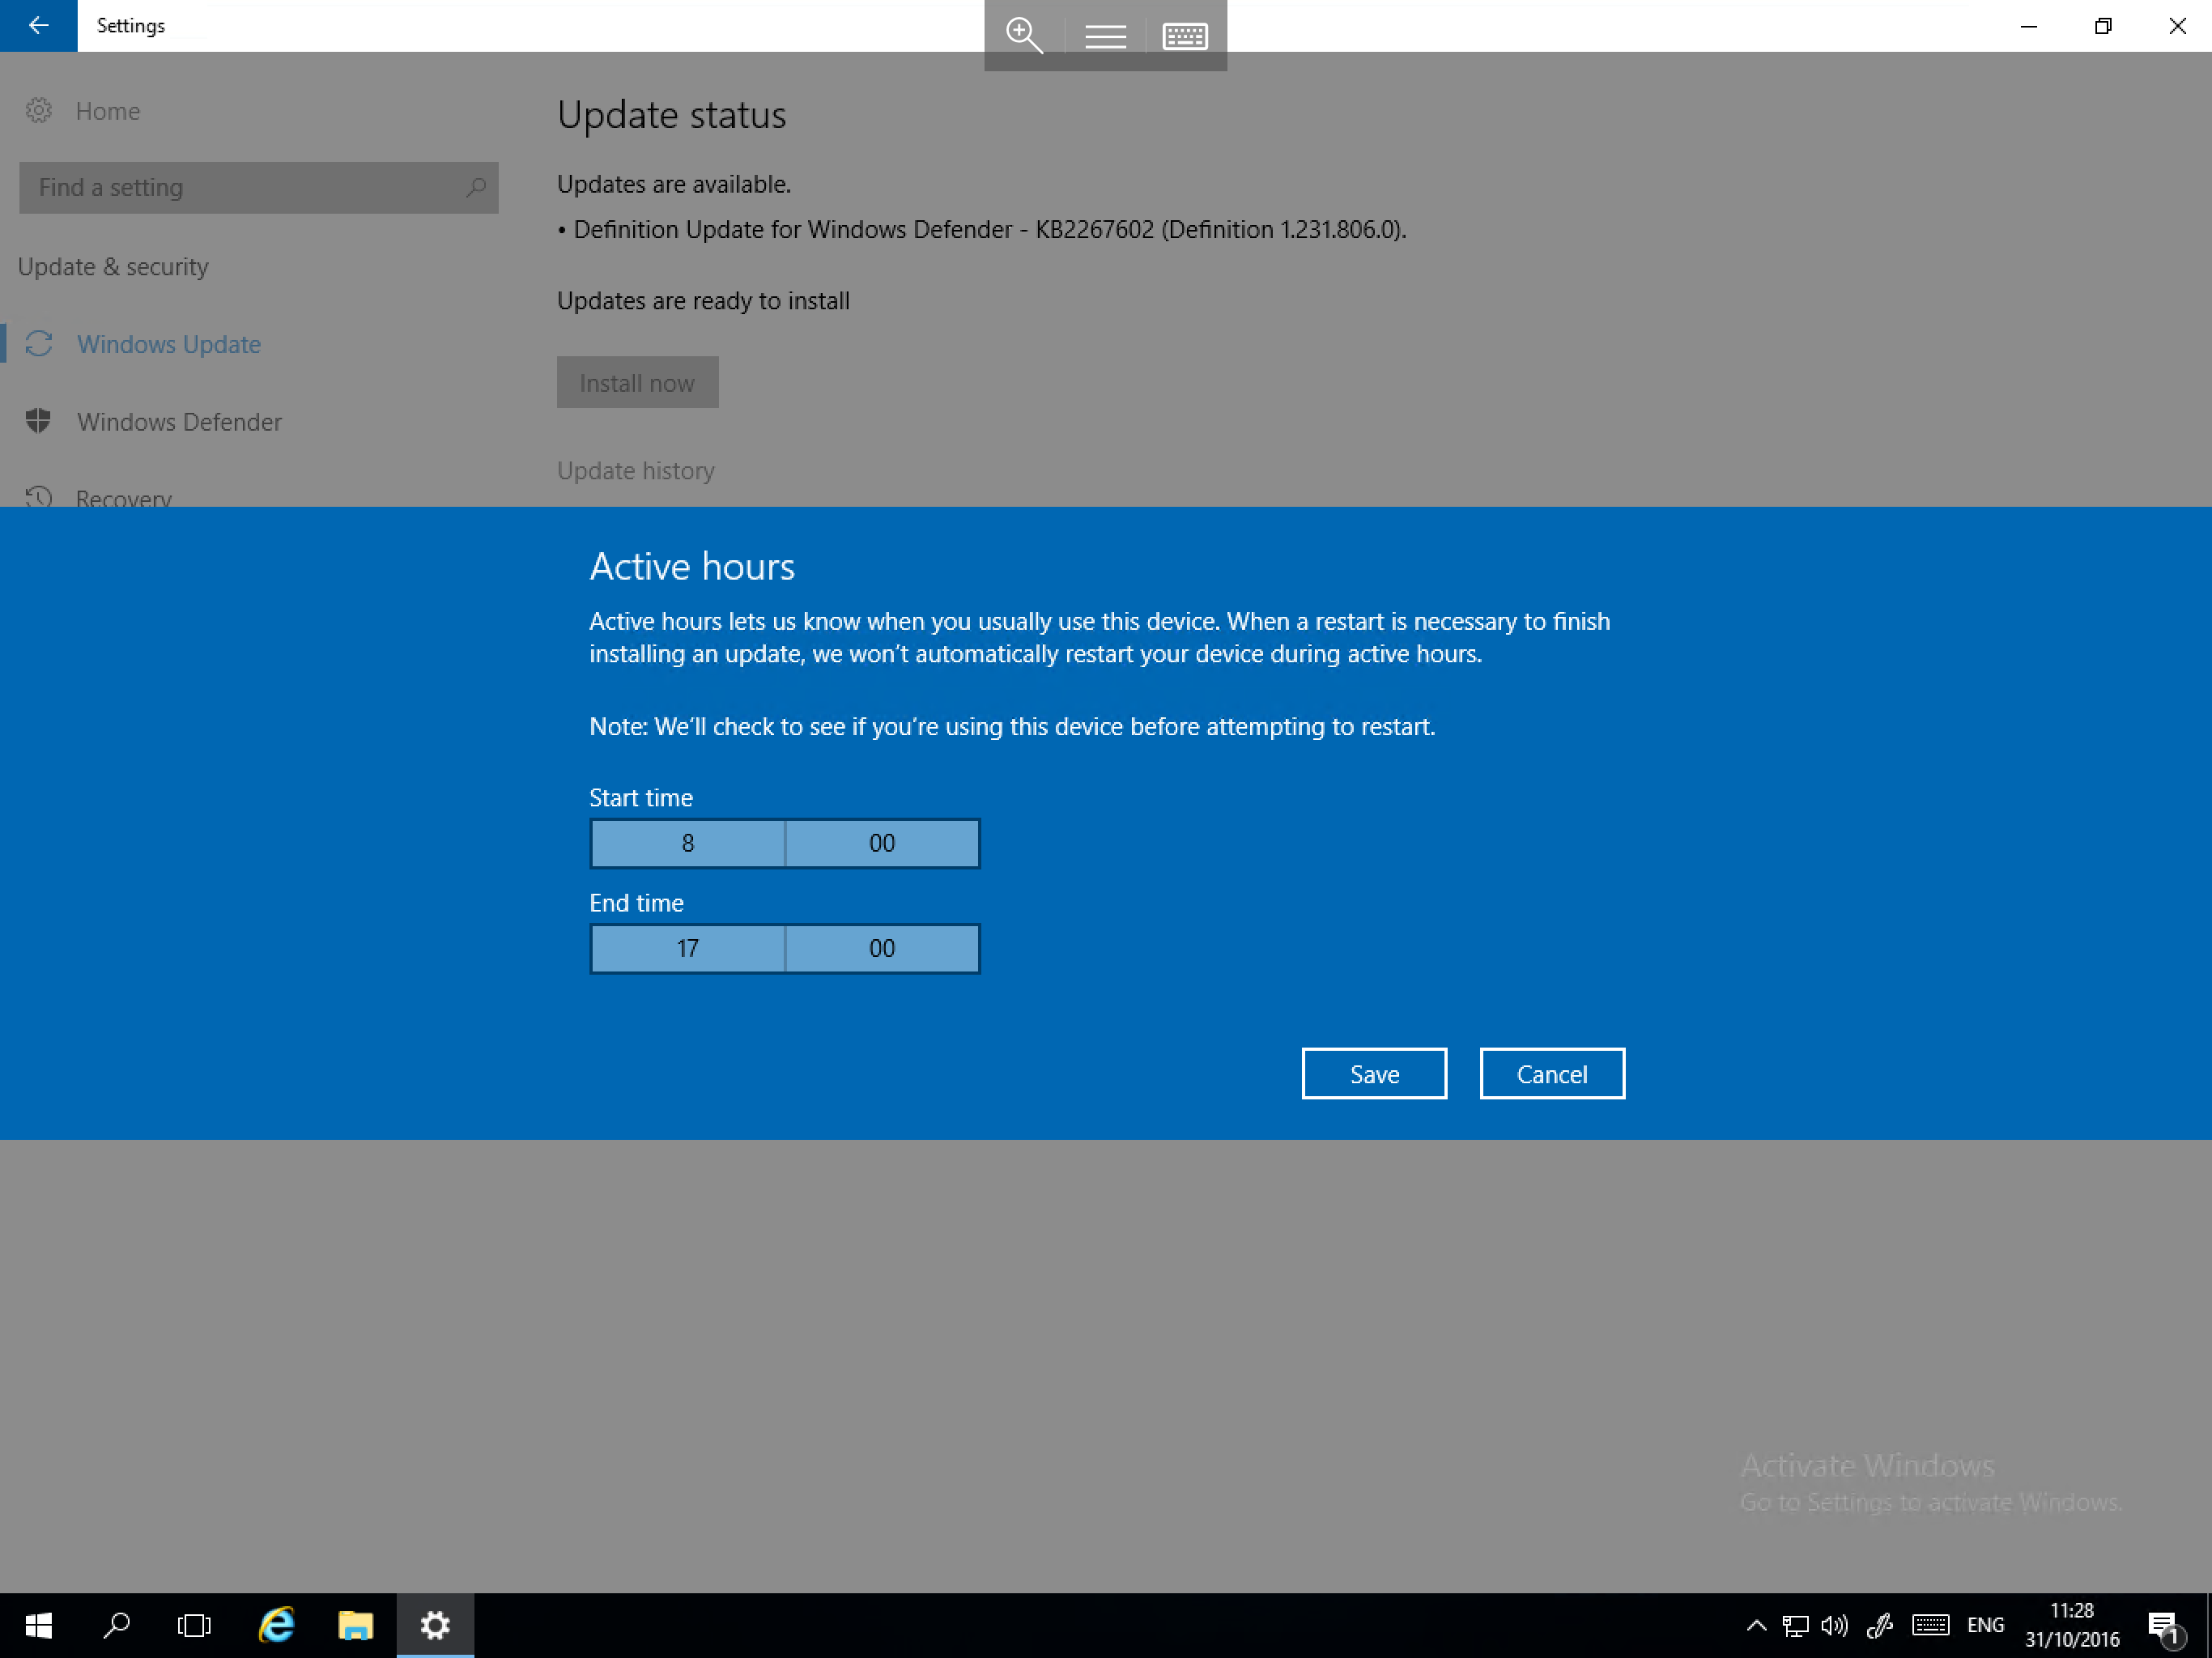 Settings
Home
Find a setting
Update & security
Windows Update
Windows Defender
Recovery
Update status
Updates are available.
• Definition Update for Windows Defender - KB2267602 (Definition 1.231.806.0).
Updates are ready to install
Install now
Update history
Active hours
Active hours lets us know when you usually use this device. When a restart is necessary to finish
installing an update, we won’t automatically restart your device during active hours.
Note: We’ll check to see if you’re using this device before attempting to restart.
Start time
8 00
End time
17 00
Save Cancel
Activate Windows
Go to Settings to activate Windows.
ENG
11:28
31/10/2016
1